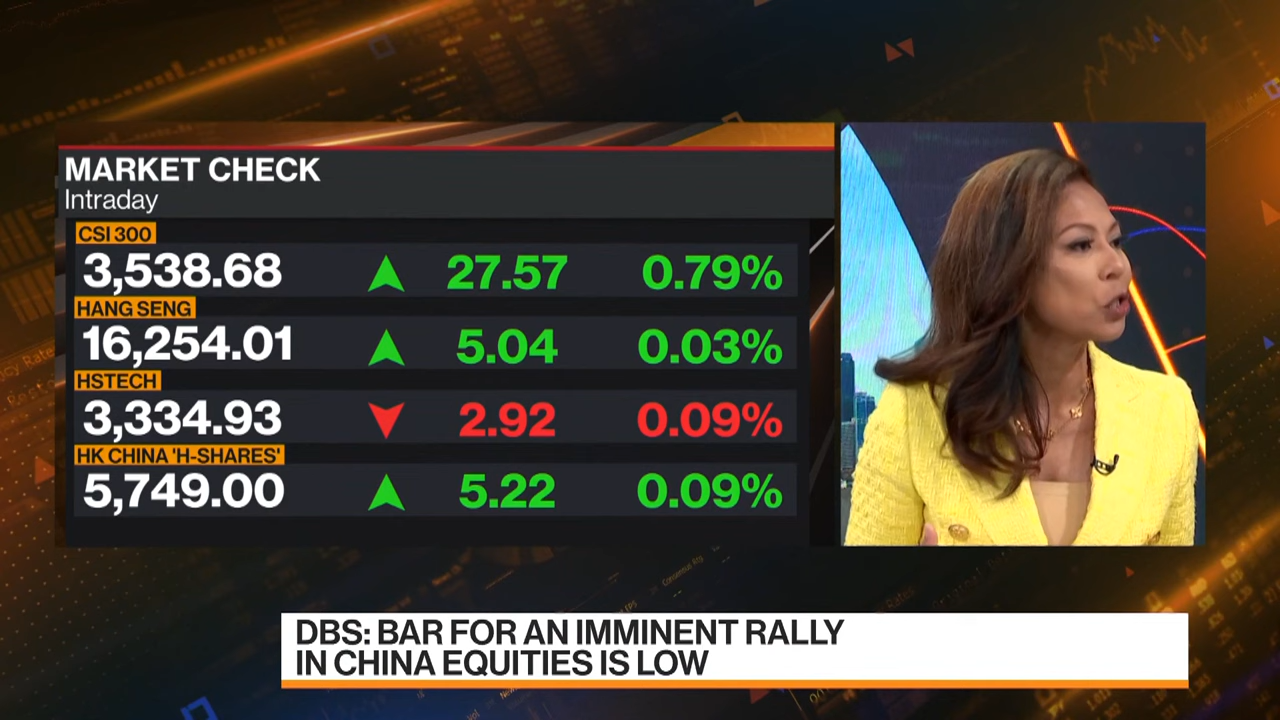 MARKET CHECK
Intraday
CSI 300
3,538.68 ▲ 27.57 0.79%
HANG SENG
16,254.01 ▲ 5.04 0.03%
HSTECH
3,334.93 ▼ 2.92 0.09%
HK CHINA 'H-SHARES'
5,749.00 ▲ 5.22 0.09%
DBS: BAR FOR AN IMMINENT RALLY
IN CHINA EQUITIES IS LOW